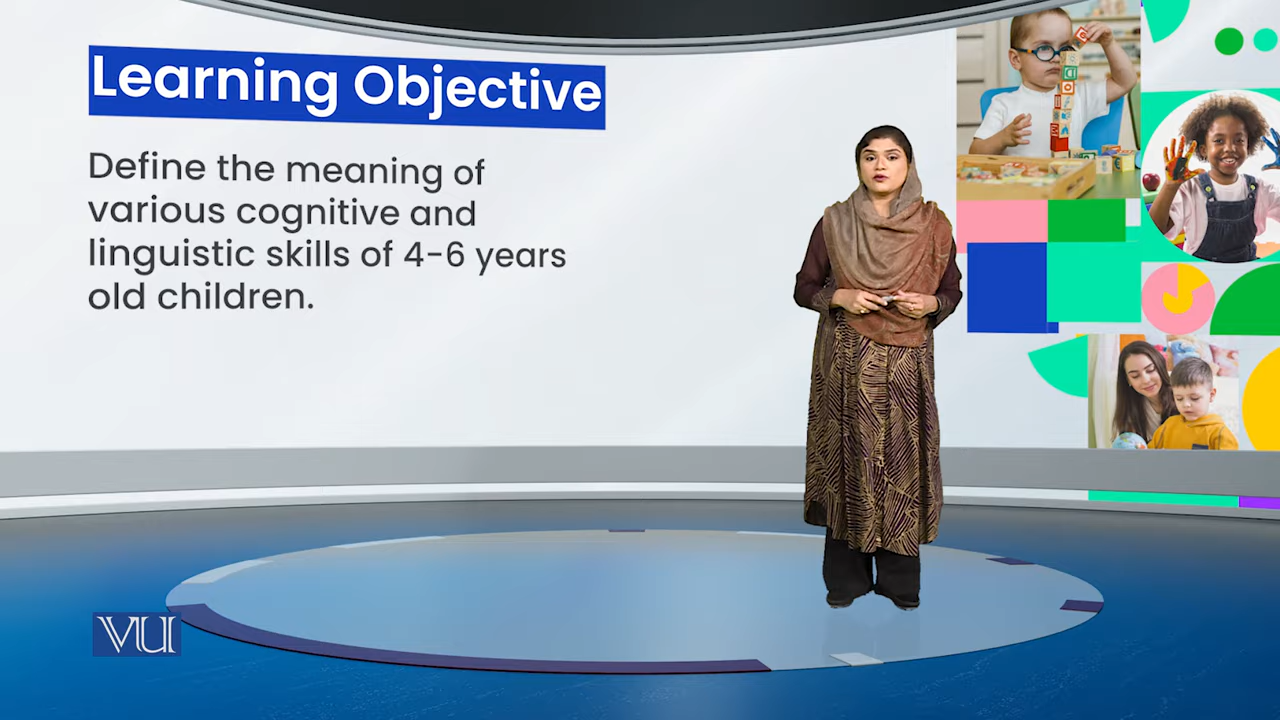 Learning Objective
Define the meaning of
various cognitive and
linguistic skills of 4-6 years
old children.
VU